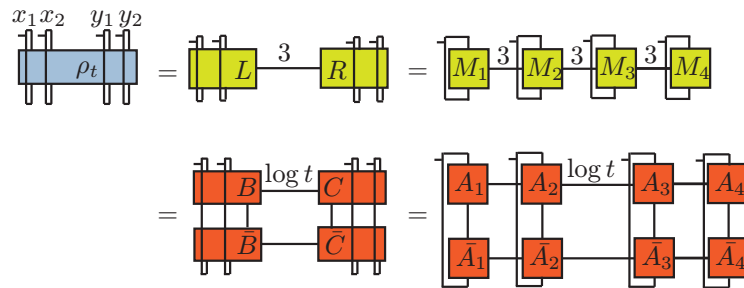 x₁ x₂ y₁ y₂
ρₜ = L 3 R = M₁ 3 M₂ 3 M₃ 3 M₄
= B log t C = A₁ A₂ log t A₃ A₄
B̄ C̄ Ā₁ Ā₂ Ā₃ Ā₄